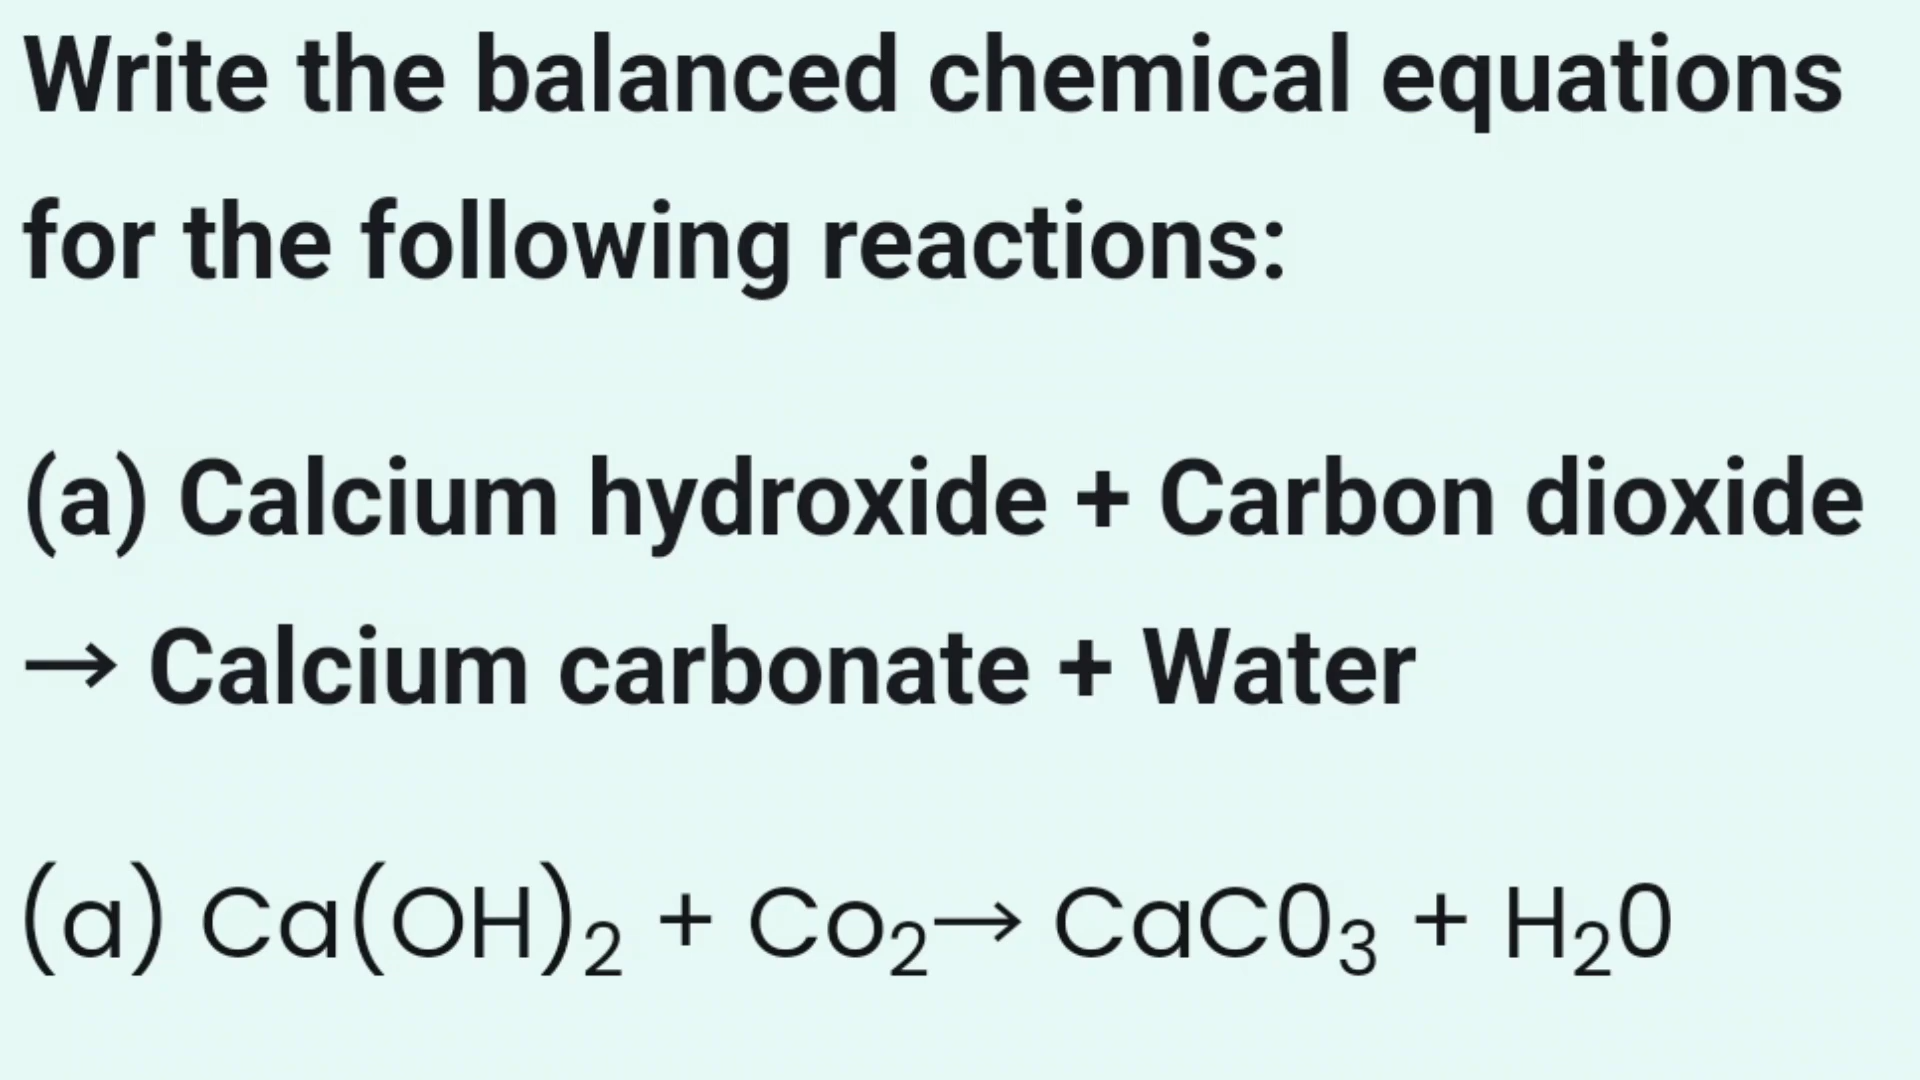 Write the balanced chemical equations
for the following reactions:
(a) Calcium hydroxide + Carbon dioxide
→ Calcium carbonate + Water
(a) Ca(OH)₂ + Co₂→ CaC0₃ + H₂0